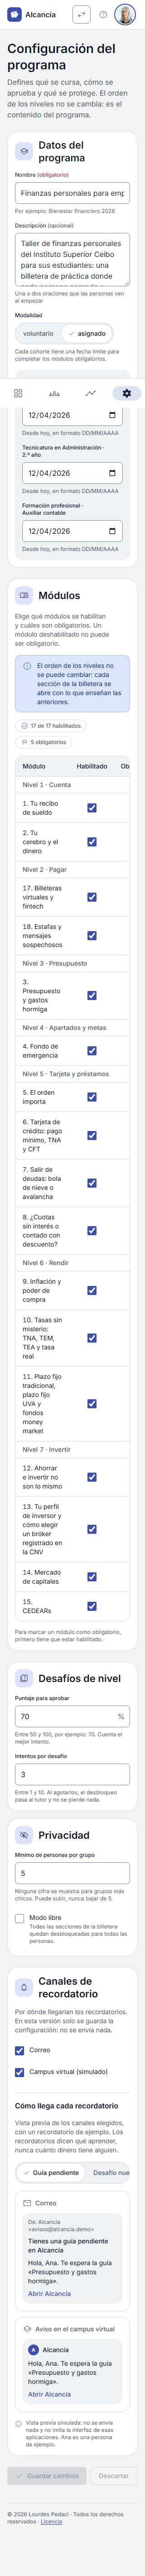 Alcancía
Configuración del
programa
Defines qué se cursa, cómo se
aprueba y qué se protege. El orden
de los niveles no se cambia: es el
contenido del programa.
Datos del
programa
Nombre (obligatorio)
Finanzas personales para emp
Por ejemplo: Bienestar financiero 2026
Descripción (opcional)
Taller de finanzas personales
del Instituto Superior Ceibo
para sus estudiantes: una
billetera de práctica donde
Una o dos oraciones que las personas ven
al empezar
Modalidad
voluntario
asignado
Cada cohorte tiene una fecha límite para
completar los módulos obligatorios.
12/04/2026
Desde hoy, en formato DD/MM/AAAA
Tecnicatura en Administración ·
2.º año
12/04/2026
Desde hoy, en formato DD/MM/AAAA
Formación profesional ·
Auxiliar contable
12/04/2026
Desde hoy, en formato DD/MM/AAAA
Módulos
Elige qué módulos se habilitan
y cuáles son obligatorios. Un
módulo deshabilitado no puede
ser obligatorio.
El orden de los niveles no
se puede cambiar: cada
sección de la billetera se
abre con lo que enseñan las
anteriores.
17 de 17 habilitados
5 obligatorios
Módulo Habilitado Ob
Nivel 1 · Cuenta
1. Tu recibo
de sueldo
2. Tu
cerebro y el
dinero
Nivel 2 · Pagar
17. Billeteras
virtuales y
fintech
18. Estafas y
mensajes
sospechosos
Nivel 3 · Presupuesto
3.
Presupuesto
y gastos
hormiga
Nivel 4 · Apartados y metas
4. Fondo de
emergencia
Nivel 5 · Tarjeta y préstamos
5. El orden
importa
6. Tarjeta de
crédito: pago
mínimo, TNA
y CFT
7. Salir de
deudas: bola
de nieve o
avalancha
8. ¿Cuotas
sin interés o
contado con
descuento?
Nivel 6 · Rendir
9. Inflación y
poder de
compra
10. Tasas sin
misterio:
TNA, TEM,
TEA y tasa
real
11. Plazo fijo
tradicional,
plazo fijo
UVA y
fondos
money
market
Nivel 7 · Invertir
12. Ahorrar
e invertir no
son lo mismo
13. Tu perfil
de inversor y
cómo elegir
un bróker
registrado en
la CNV
14. Mercado
de capitales
15.
CEDEARs
Para marcar un módulo como obligatorio,
primero tiene que estar habilitado.
Desafíos de nivel
Puntaje para aprobar
70 %
Entre 50 y 100, por ejemplo: 70. Cuenta el
mejor intento.
Intentos por desafío
3
Entre 1 y 10. Al agotarlos, el desbloqueo
pasa al tutor y no se pierde nada.
Privacidad
Mínimo de personas por grupo
5
Ninguna cifra se muestra para grupos más
chicos. Puede subir, nunca bajar de 5.
Modo libre
Todas las secciones de la billetera
quedan desbloqueadas para todas las
personas.
Canales de
recordatorio
Por dónde llegarían los recordatorios.
En esta versión solo se guarda la
configuración: no se envía nada.
Correo
Campus virtual (simulado)
Cómo llega cada recordatorio
Vista previa de los canales elegidos,
con un recordatorio de ejemplo. Los
recordatorios dicen qué aprender,
nunca cuánto dinero tiene alguien.
Guía pendiente
Desafío nue
Correo
De: Alcancía
<avisos@alcancia.demo>
Tienes una guía pendiente
en Alcancía
Hola, Ana. Te espera la guía
«Presupuesto y gastos
hormiga».
Abrir Alcancía
Aviso en el campus virtual
A Alcancía
Hola, Ana. Te espera la guía
«Presupuesto y gastos
hormiga».
Abrir Alcancía
Vista previa simulada: no se envía
nada y no imita la interfaz de esas
aplicaciones. Ana es una persona
de ejemplo.
Guardar cambios
Descartar
© 2026 Lourdes Pedaci · Todos los derechos
reservados · Licencia